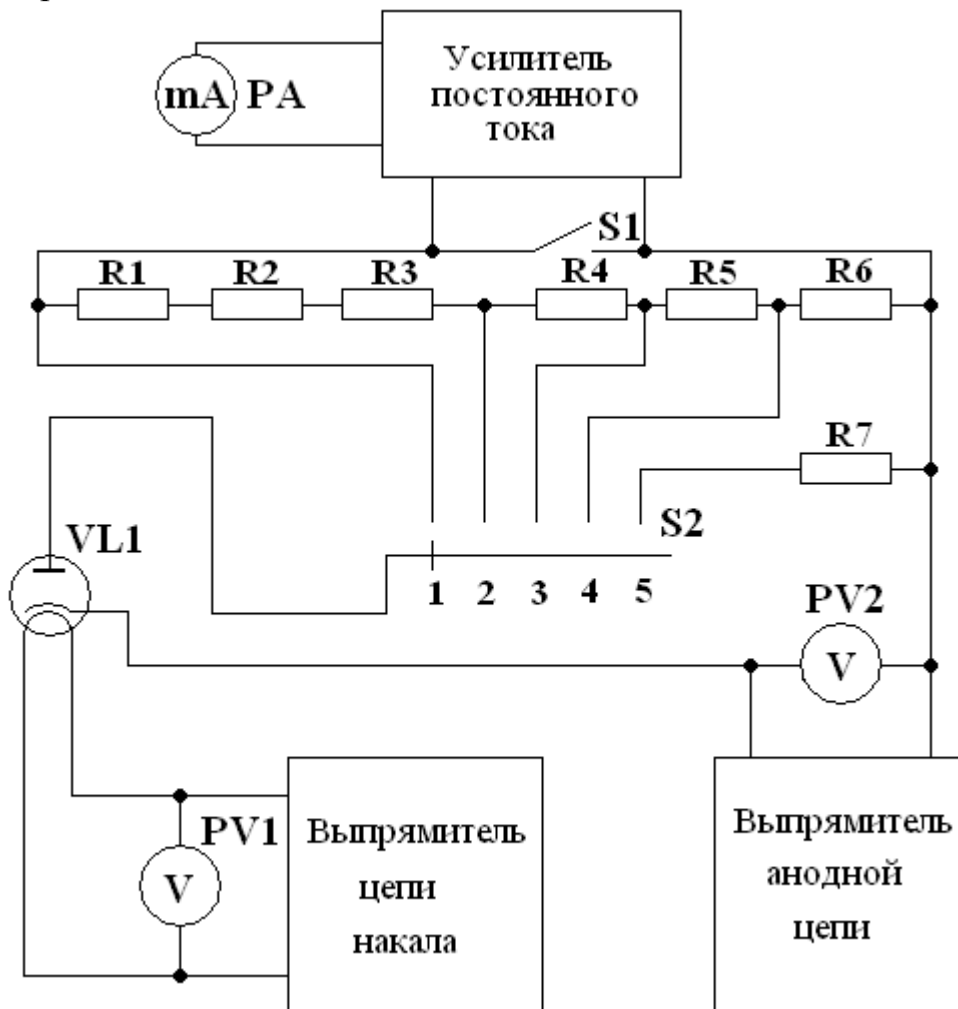 Усилитель
постоянного
тока
mA PA
S1
R1 R2 R3 R4 R5 R6
R7
S2
VL1
1 2 3 4 5
PV2
V
PV1
V
Выпрямитель
цепи
накала
Выпрямитель
анодной
цепи